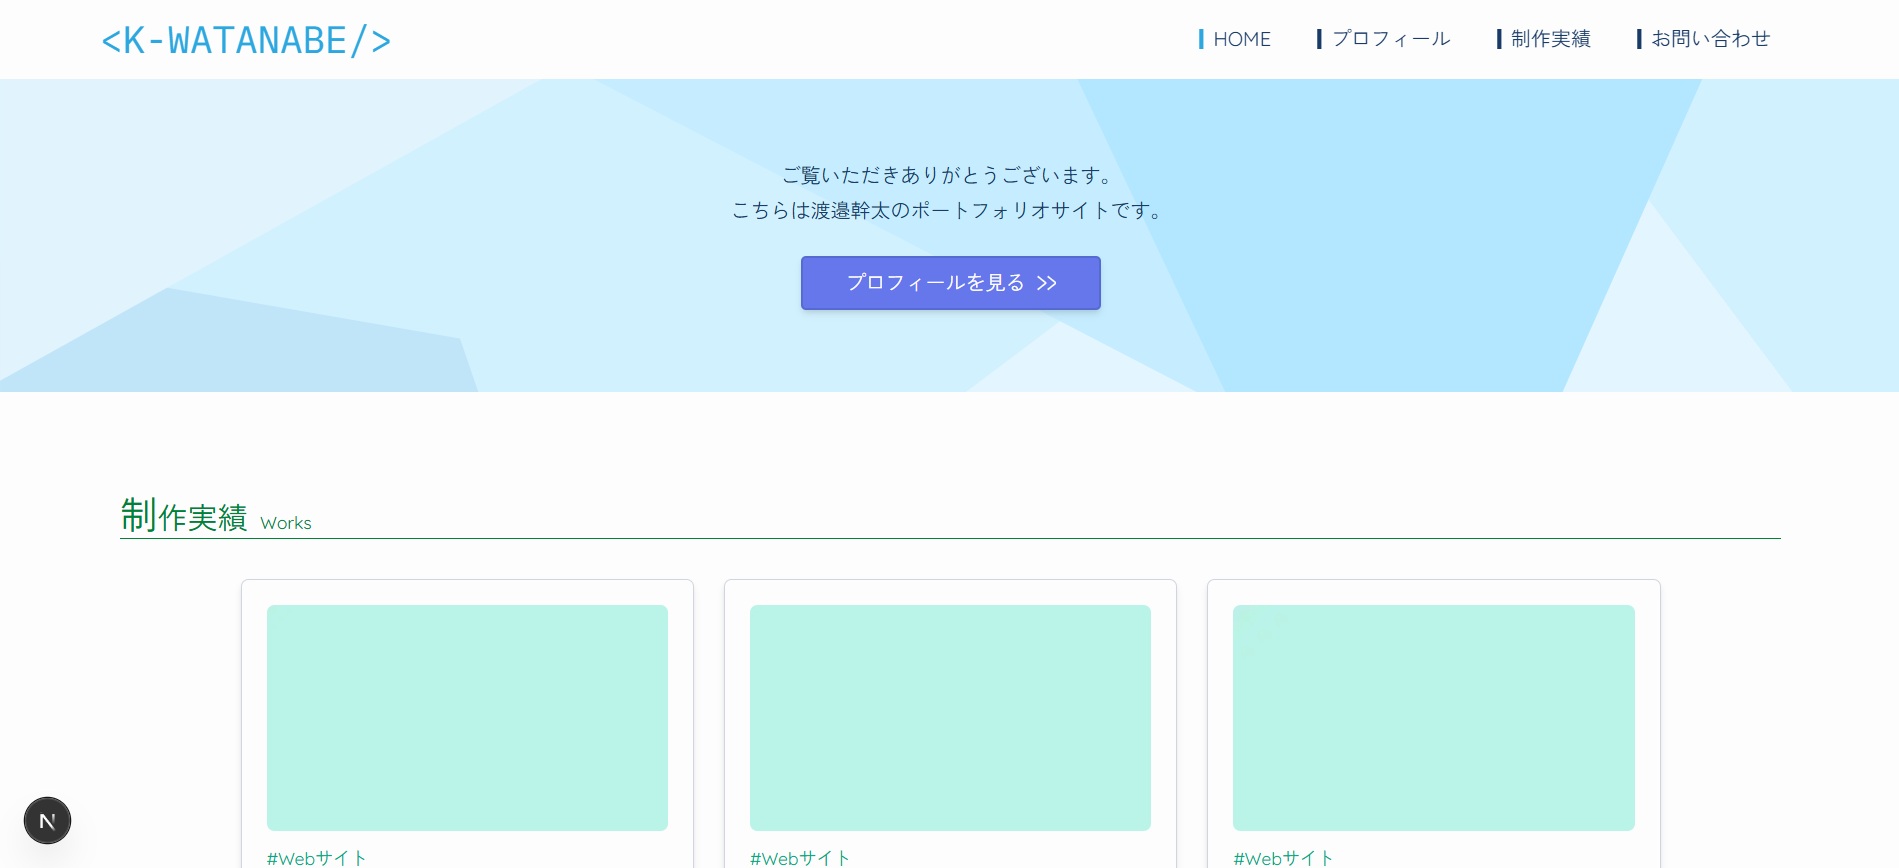 <K-WATANABE/>
HOME
プロフィール
制作実績
お問い合わせ
ご覧いただきありがとうございます。
こちらは渡邉幹太のポートフォリオサイトです。
プロフィールを見る
制作実績 Works
#Webサイト
#Webサイト
#Webサイト
N